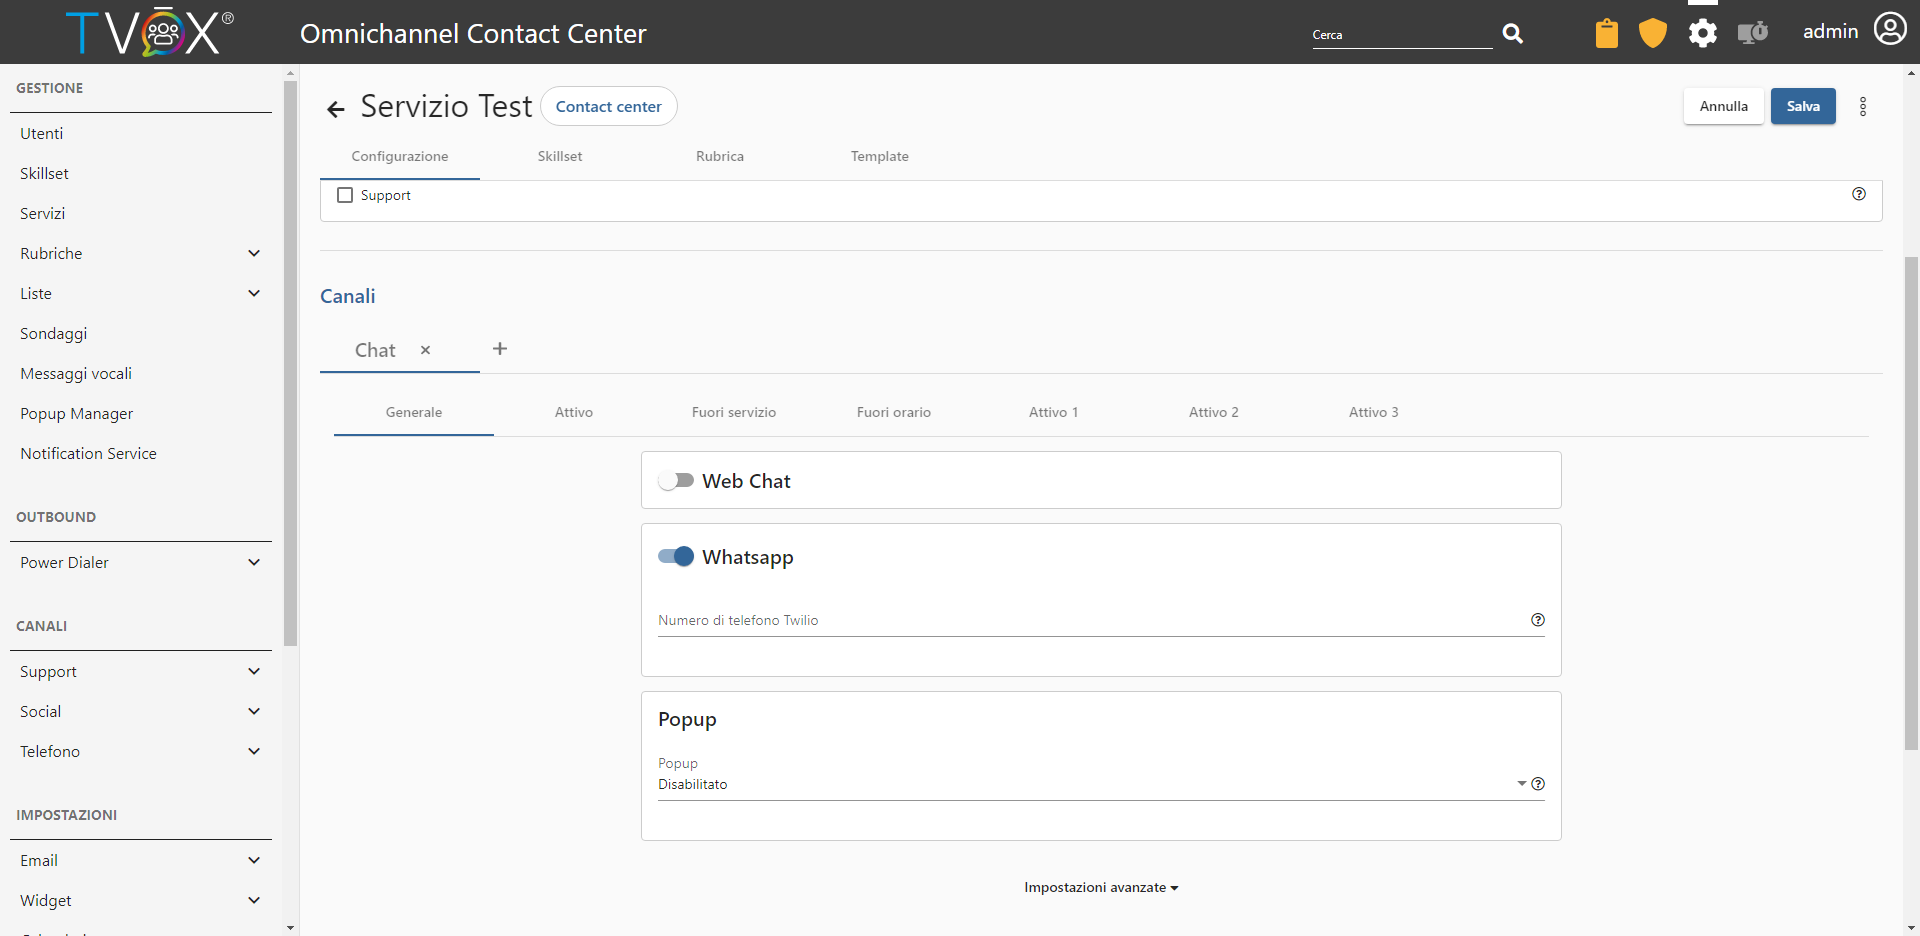 TVOX®
Omnichannel Contact Center
Cerca
admin
GESTIONE
Utenti
Skillset
Servizi
Rubriche
Liste
Sondaggi
Messaggi vocali
Popup Manager
Notification Service
OUTBOUND
Power Dialer
CANALI
Support
Social
Telefono
IMPOSTAZIONI
Email
Widget
Servizio Test
Contact center
Annulla
Salva
Configurazione
Skillset
Rubrica
Template
Support
Canali
Chat
Generale
Attivo
Fuori servizio
Fuori orario
Attivo 1
Attivo 2
Attivo 3
Web Chat
Whatsapp
Numero di telefono Twilio
Popup
Popup
Disabilitato
Impostazioni avanzate